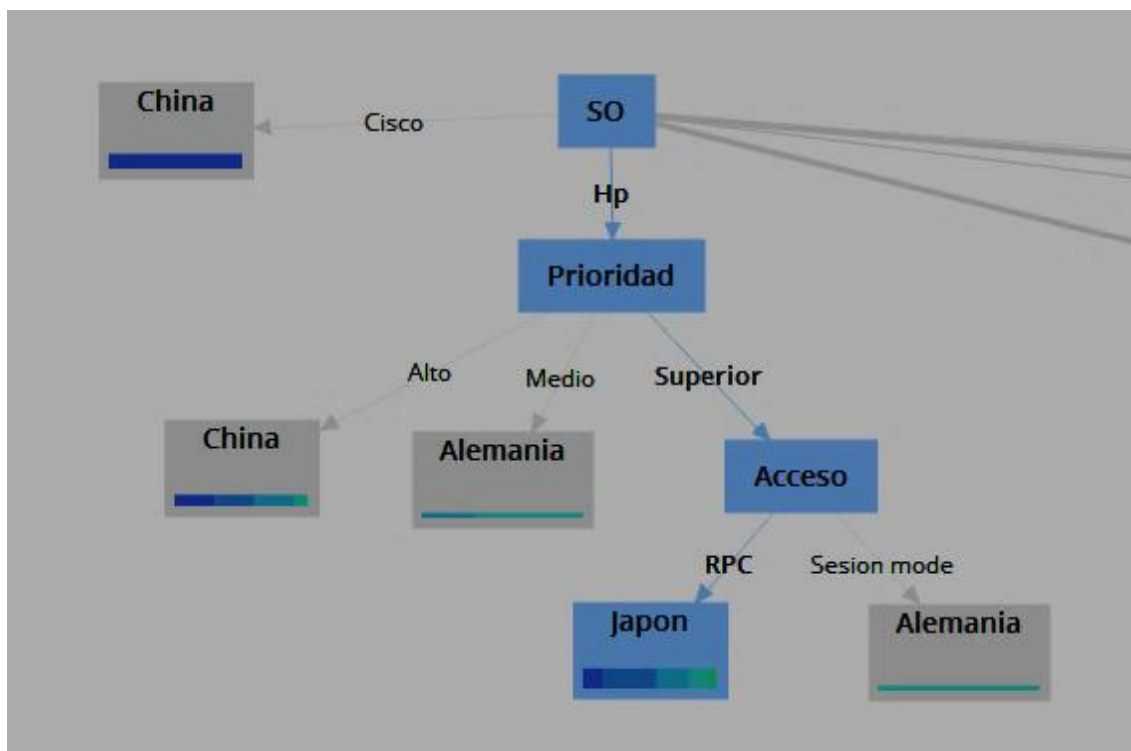 China
SO
Cisco
Hp
Prioridad
Alto
Medio
Superior
China
Alemania
Acceso
RPC
Sesion mode
Japon
Alemania